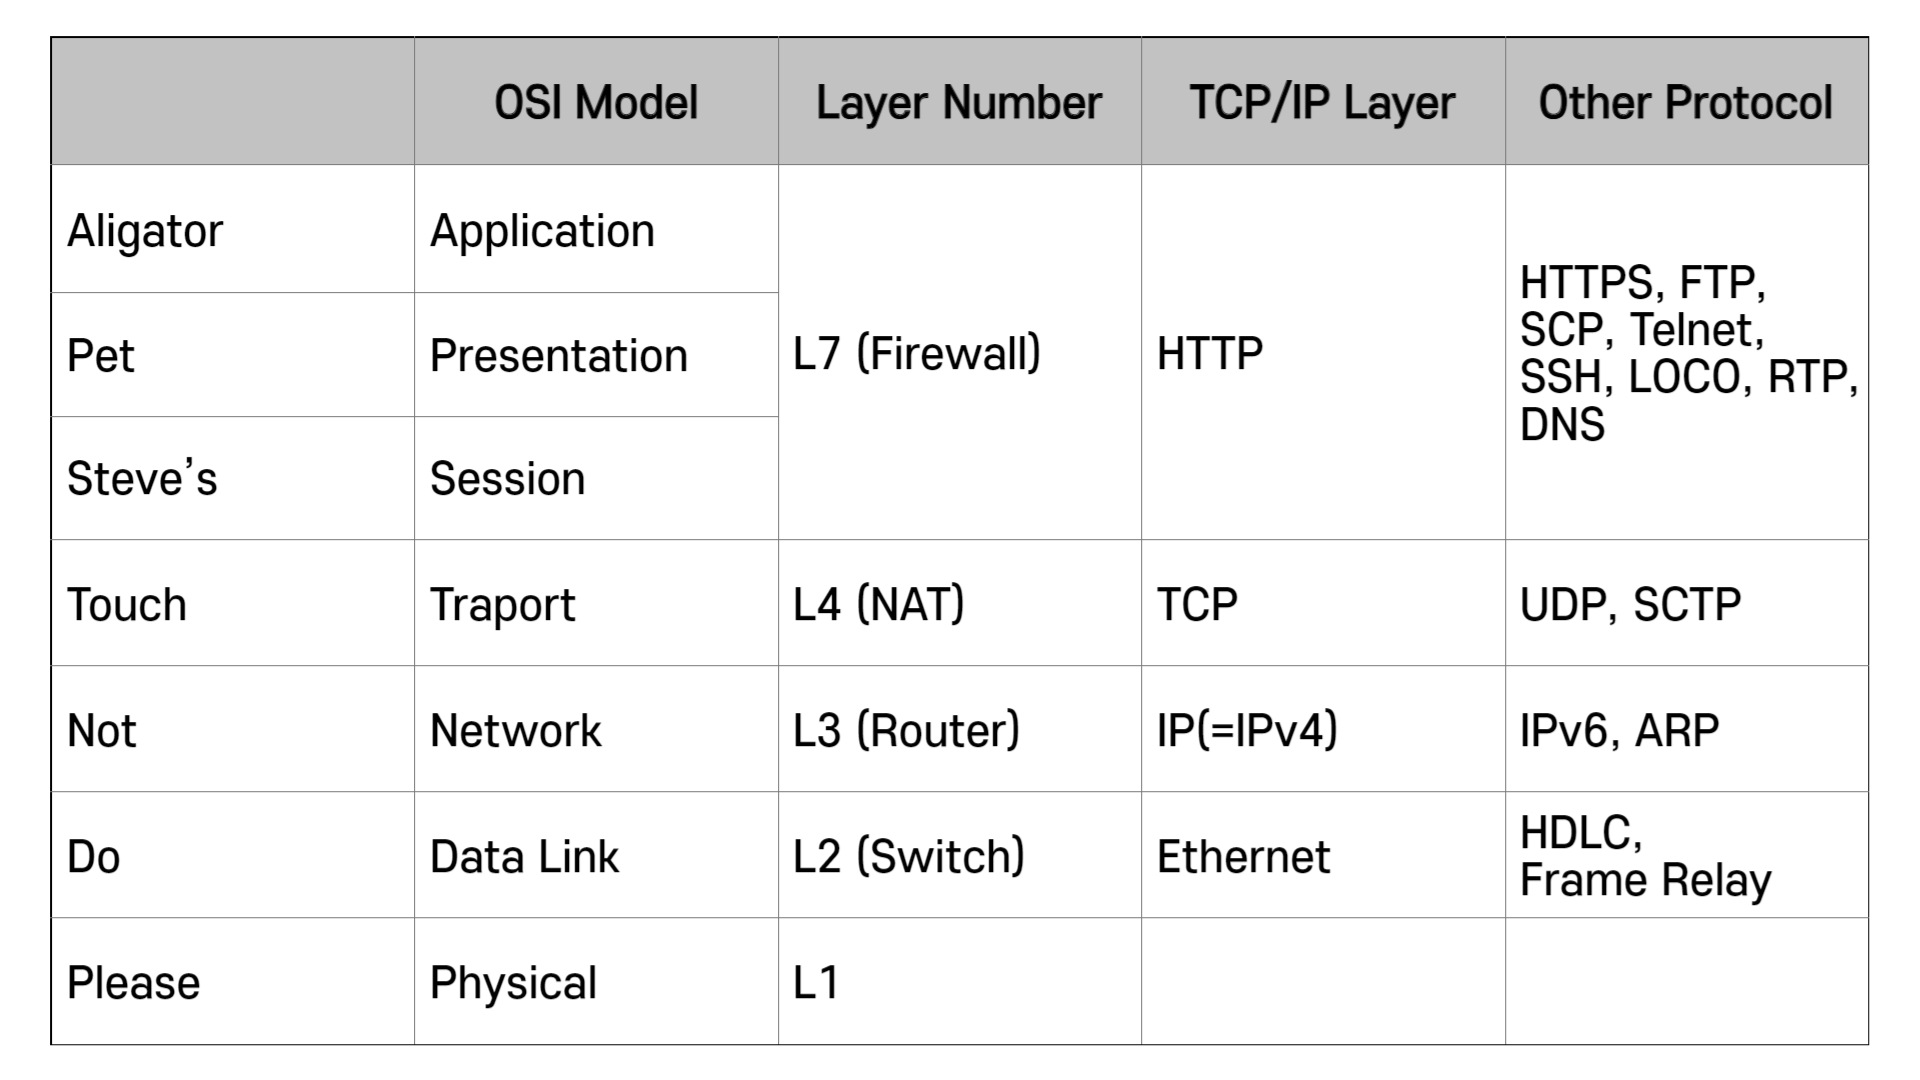 OSI Model
Layer Number
TCP/IP Layer
Other Protocol
Aligator
Application
L7 (Firewall)
HTTP
HTTPS, FTP,
SCP, Telnet,
SSH, LOCO, RTP,
DNS
Pet
Presentation
Steve’s
Session
Touch
Traport
L4 (NAT)
TCP
UDP, SCTP
Not
Network
L3 (Router)
IP(=IPv4)
IPv6, ARP
Do
Data Link
L2 (Switch)
Ethernet
HDLC,
Frame Relay
Please
Physical
L1